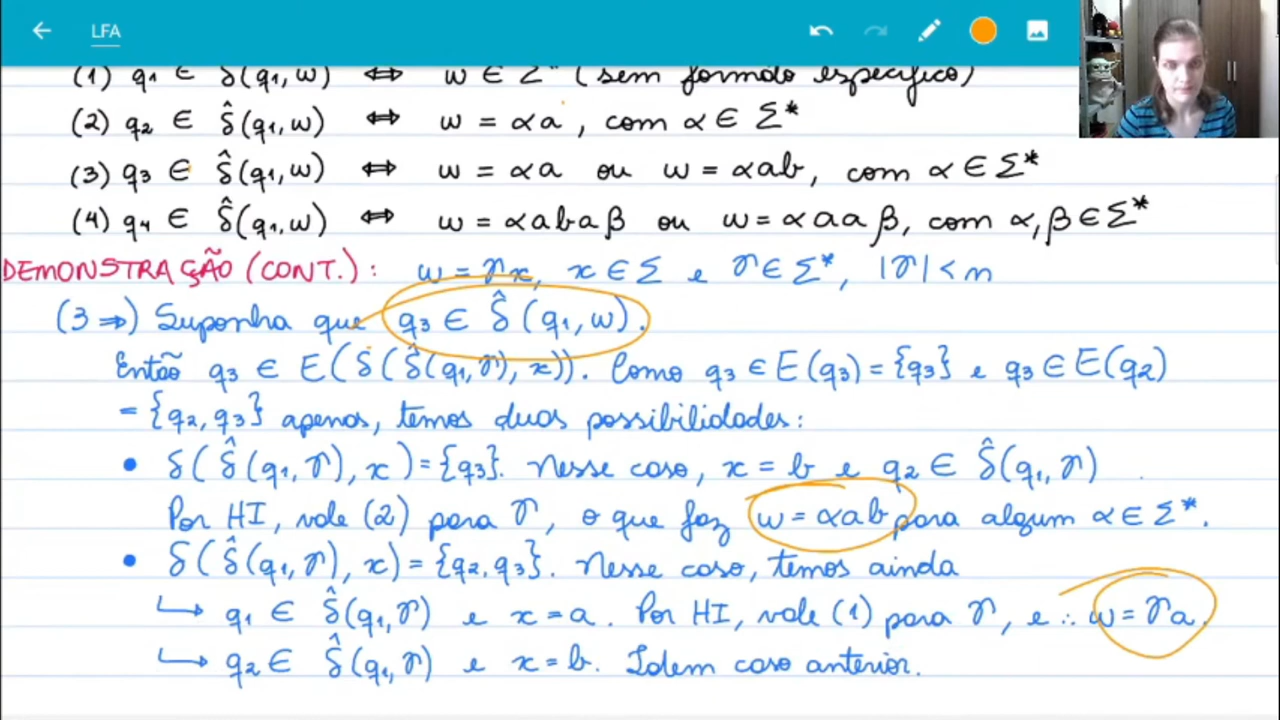 LFA
(1) q₁ ∈ δ̂(q₁,w) ⇔ w ∈ Σ* (sem formato específico)
(2) q₂ ∈ δ̂(q₁,w) ⇔ w = αa, com α ∈ Σ*
(3) q₃ ∈ δ̂(q₁,w) ⇔ w = αa ou w = αab, com α ∈ Σ*
(4) q₄ ∈ δ̂(q₁,w) ⇔ w = αabaβ ou w = αaaβ, com α,β ∈ Σ*
DEMONSTRAÇÃO (CONT.): w = γx, x ∈ Σ e γ ∈ Σ*, |γ| < n
(3 ⇒) Suponha que q₃ ∈ δ̂(q₁,w).
Então q₃ ∈ E(δ(δ̂(q₁,γ),x)). Como q₃ ∈ E(q₃) = {q₃} e q₃ ∈ E(q₂)
= {q₂,q₃} apenas, temos duas possibilidades:
• δ(δ̂(q₁,γ),x) = {q₃}. Nesse caso, x = b e q₂ ∈ δ̂(q₁,γ)
Por HI, vale (2) para γ, o que faz w = αab para algum α ∈ Σ*.
• δ(δ̂(q₁,γ),x) = {q₂,q₃}. Nesse caso, temos ainda
↳ q₁ ∈ δ̂(q₁,γ) e x = a. Por HI, vale (1) para γ, e ∴ w = γa.
↳ q₂ ∈ δ̂(q₁,γ) e x = b. Idem caso anterior.